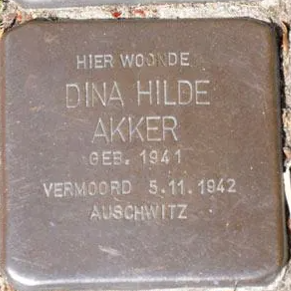 HIER WOONDE
DINA HILDE
AKKER
GEB. 1941
VERMOORD 5.11.1942
AUSCHWITZ